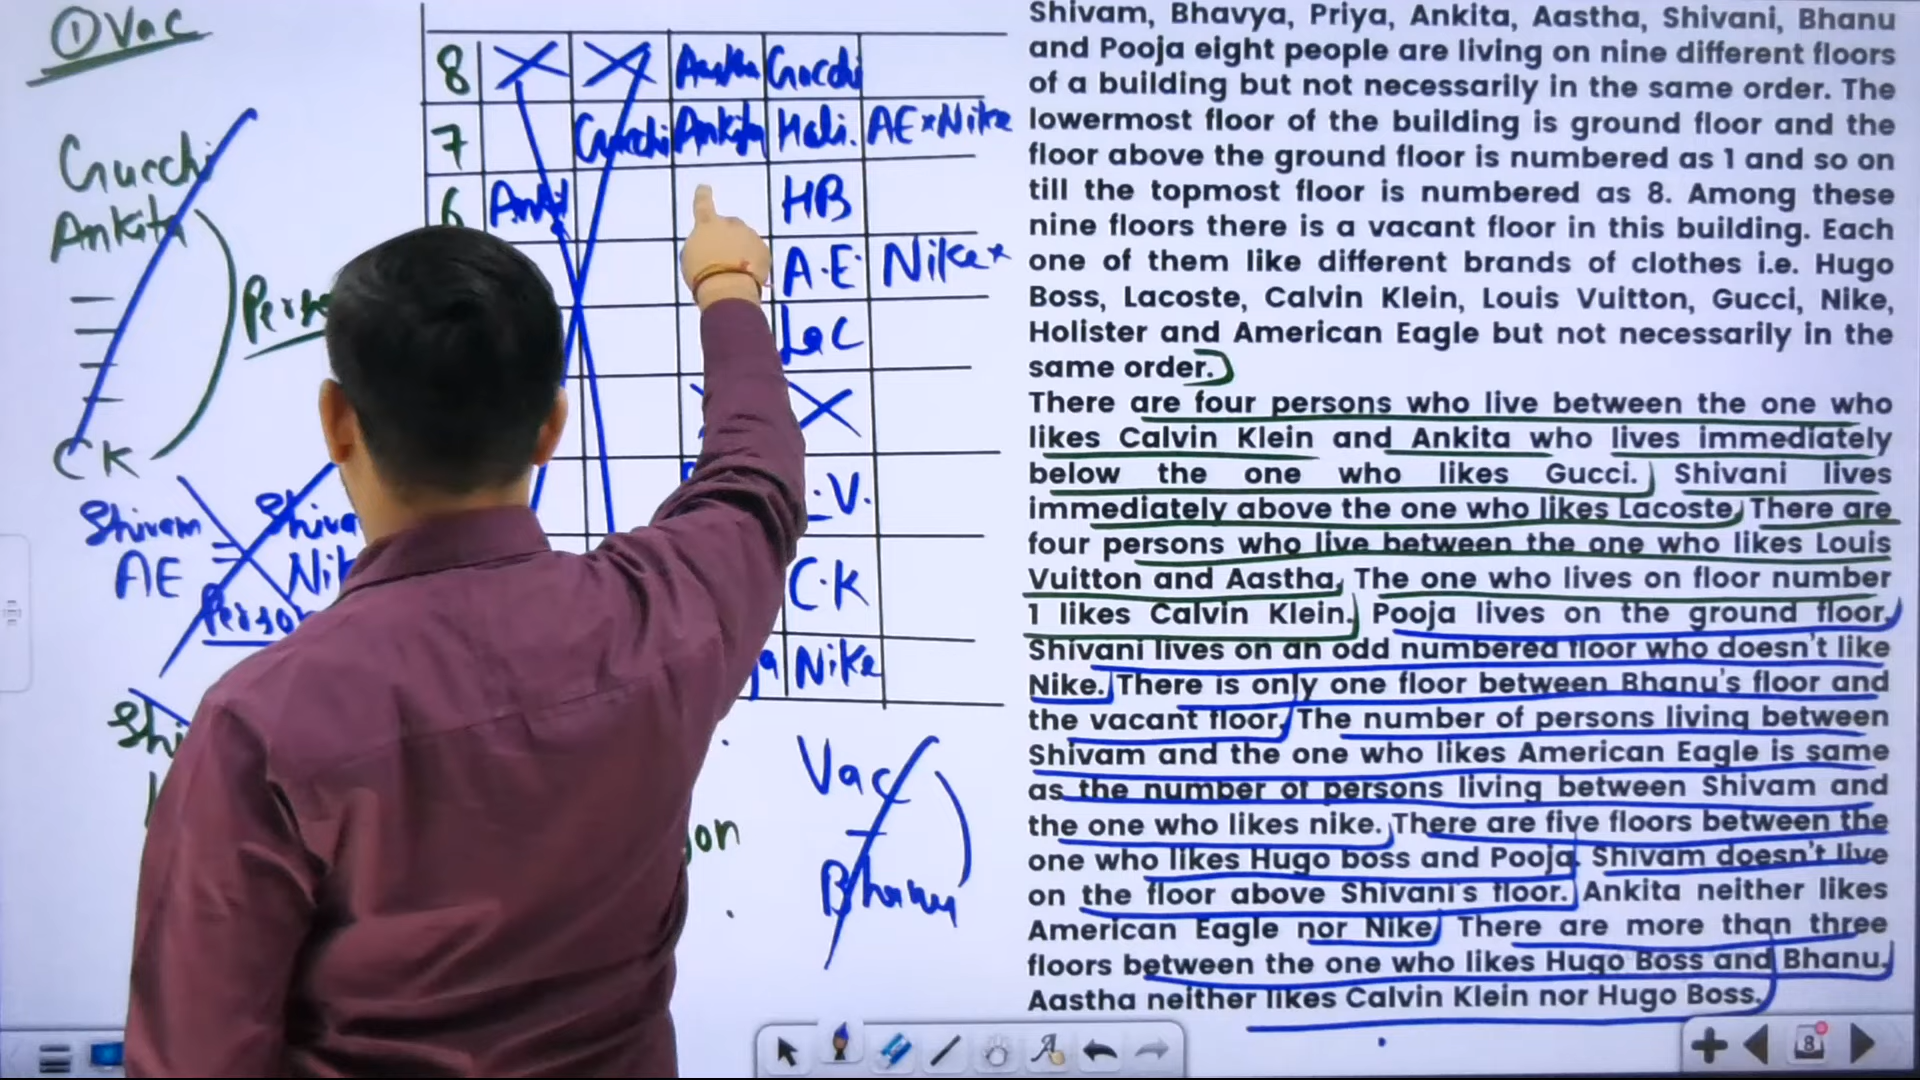 ① Vac
Gucchi
Ankita
CK
Shivam
AE
8 Aastha Gucchi
7 Gucchi Ankita Holi. AE×Nike
6 HB
A.E. Nike×
Lac
C.K
Nike
Vac
Bhanu
Shivam, Bhavya, Priya, Ankita, Aastha, Shivani, Bhanu
and Pooja eight people are living on nine different floors
of a building but not necessarily in the same order. The
lowermost floor of the building is ground floor and the
floor above the ground floor is numbered as 1 and so on
till the topmost floor is numbered as 8. Among these
nine floors there is a vacant floor in this building. Each
one of them like different brands of clothes i.e. Hugo
Boss, Lacoste, Calvin Klein, Louis Vuitton, Gucci, Nike,
Holister and American Eagle but not necessarily in the
same order.
There are four persons who live between the one who
likes Calvin Klein and Ankita who lives immediately
below the one who likes Gucci. Shivani lives
immediately above the one who likes Lacoste. There are
four persons who live between the one who likes Louis
Vuitton and Aastha. The one who lives on floor number
1 likes Calvin Klein. Pooja lives on the ground floor.
Shivani lives on an odd numbered floor who doesn't like
Nike. There is only one floor between Bhanu's floor and
the vacant floor. The number of persons living between
Shivam and the one who likes American Eagle is same
as the number of persons living between Shivam and
the one who likes nike. There are five floors between the
one who likes Hugo boss and Pooja. Shivam doesn't live
on the floor above Shivani's floor. Ankita neither likes
American Eagle nor Nike. There are more than three
floors between the one who likes Hugo Boss and Bhanu.
Aastha neither likes Calvin Klein nor Hugo Boss.
8